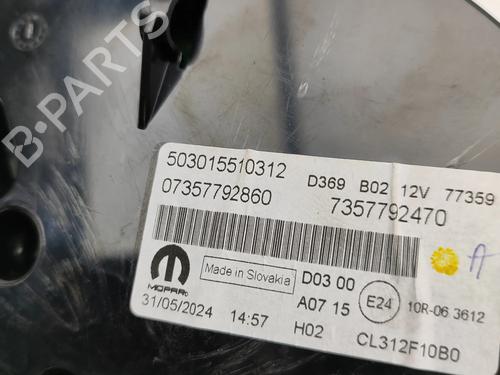 B-PARTS
503015510312 D369 B02 12V 77359
07357792860 7357792470
A
MOPAR
Made in Slovakia D03 00
A07 15 E24 10R-06 3612
31/05/2024 14:57 H02 CL312F10B0